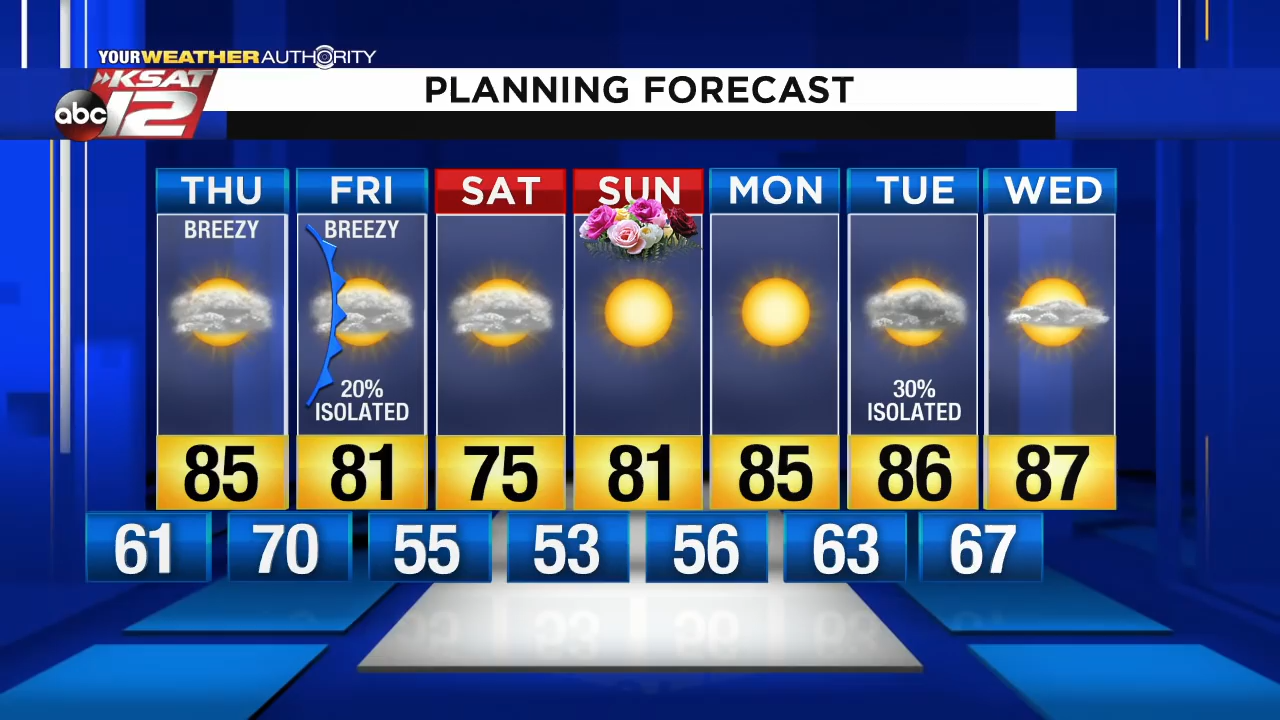 YOURWEATHERAUTHORITY
KSAT
abc 12
PLANNING FORECAST
THU FRI SAT SUN MON TUE WED
BREEZY BREEZY
20% 30%
ISOLATED ISOLATED
85 81 75 81 85 86 87
61 70 55 53 56 63 67